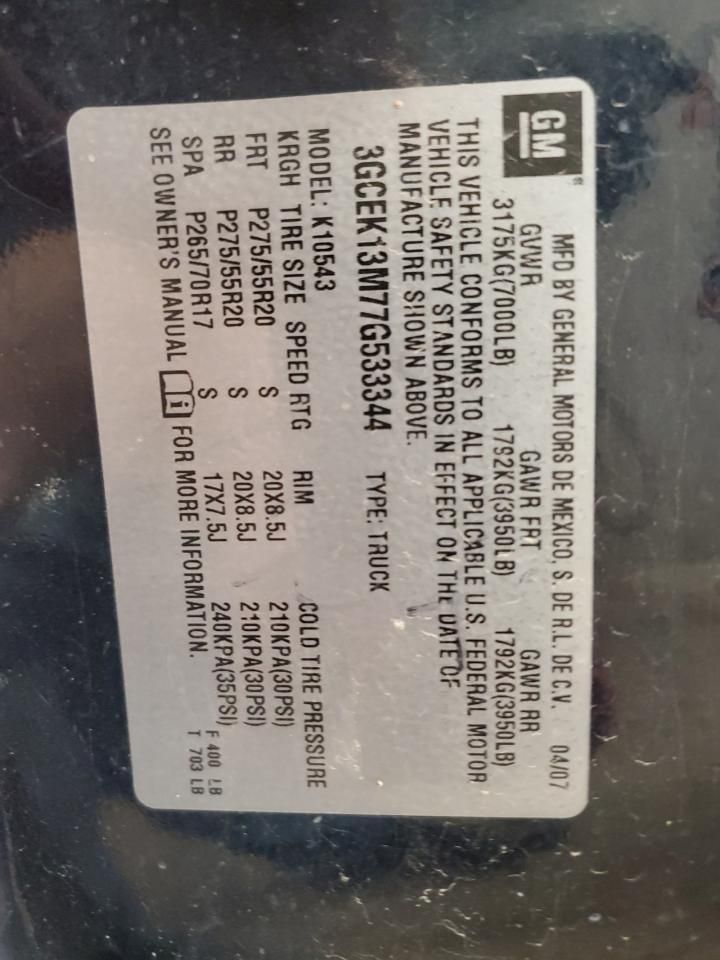 GM
®
MFD BY GENERAL MOTORS DE MEXICO, S. DE R.L. DE C.V. 04/07
GVWR GAWR FRT GAWR RR
3175KG(7000LB) 1792KG(3950LB) 1792KG(3950LB)
THIS VEHICLE CONFORMS TO ALL APPLICABLE U.S. FEDERAL MOTOR
VEHICLE SAFETY STANDARDS IN EFFECT ON THE DATE OF
MANUFACTURE SHOWN ABOVE.
3GCEK13M77G533344 TYPE: TRUCK
MODEL: K10543
KRGH TIRE SIZE SPEED RTG RIM COLD TIRE PRESSURE
FRT P275/55R20 S 20X8.5J 210KPA(30PSI)
RR P275/55R20 S 20X8.5J 210KPA(30PSI)
SPA P265/70R17 S 17X7.5J 240KPA(35PSI)
SEE OWNER'S MANUAL i FOR MORE INFORMATION.
F 400 LB
T 703 LB